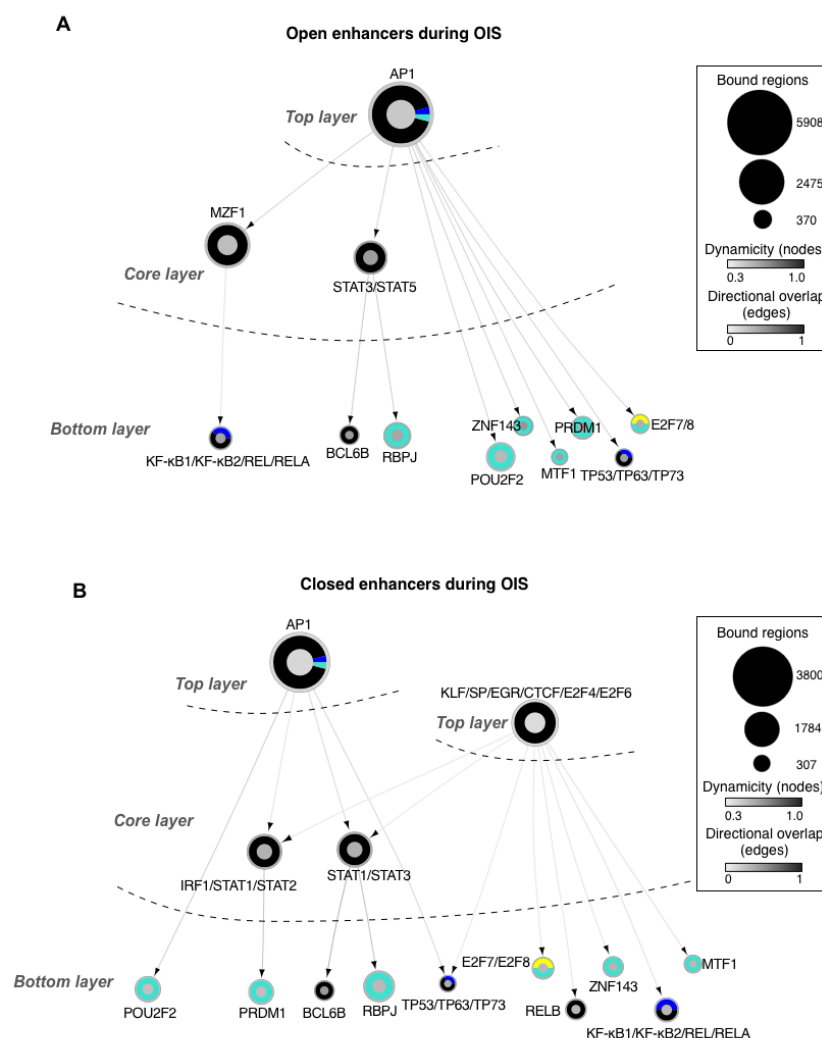 A
Open enhancers during OIS
AP1
Top layer
MZF1
Core layer
STAT3/STAT5
Bottom layer
KF-κB1/KF-κB2/REL/RELA
BCL6B
RBPJ
ZNF143
POU2F2
PRDM1
MTF1
E2F7/8
TP53/TP63/TP73
Bound regions
5908
2475
370
Dynamicity (nodes)
0.3 1.0
Directional overlap
(edges)
0 1
B
Closed enhancers during OIS
AP1
Top layer
KLF/SP/EGR/CTCF/E2F4/E2F6
Top layer
Core layer
IRF1/STAT1/STAT2
STAT1/STAT3
Bottom layer
POU2F2
PRDM1
BCL6B
RBPJ
TP53/TP63/TP73
E2F7/E2F8
RELB
ZNF143
KF-κB1/KF-κB2/REL/RELA
MTF1
Bound regions
3800
1784
307
Dynamicity (nodes)
0.3 1.0
Directional overlap
(edges)
0 1